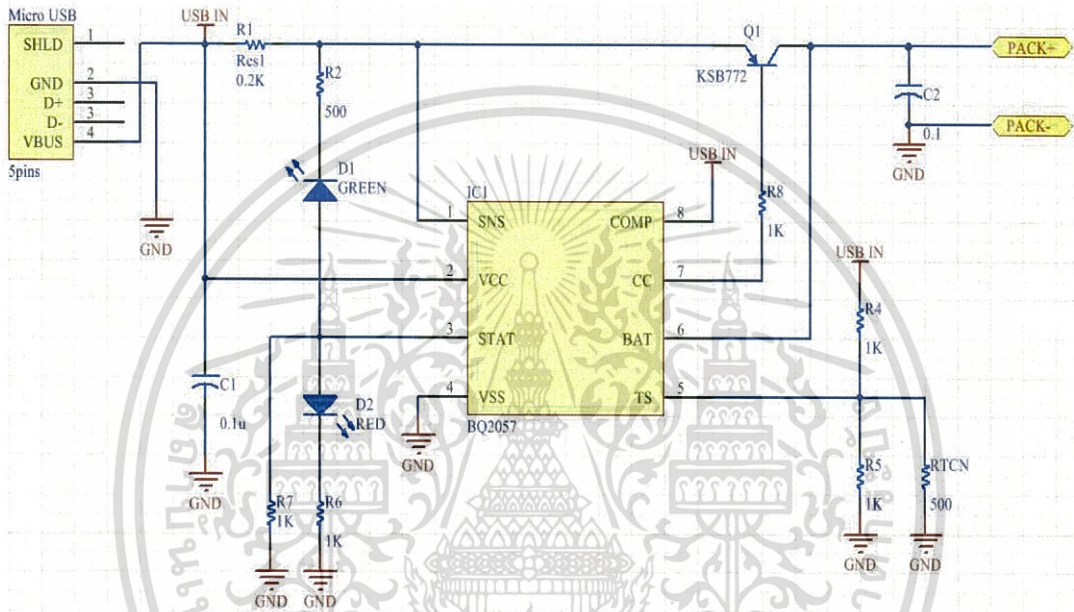 Micro USB
SHLD 1
GND 2
D+ 3
D- 3
VBUS 4
5pins
GND
USB IN
R1
Res1
0.2K
R2
500
D1
GREEN
C1
0.1u
GND
D2
RED
R7
1K
GND
R6
1K
GND
IC1
1 SNS
2 VCC
3 STAT
4 VSS
COMP 8
CC 7
BAT 6
TS 5
BQ2057
GND
USB IN
Q1
KSB772
R8
1K
C2
0.1
GND
PACK+
PACK-
USB IN
R4
1K
R5
1K
GND
RTCN
500
GND